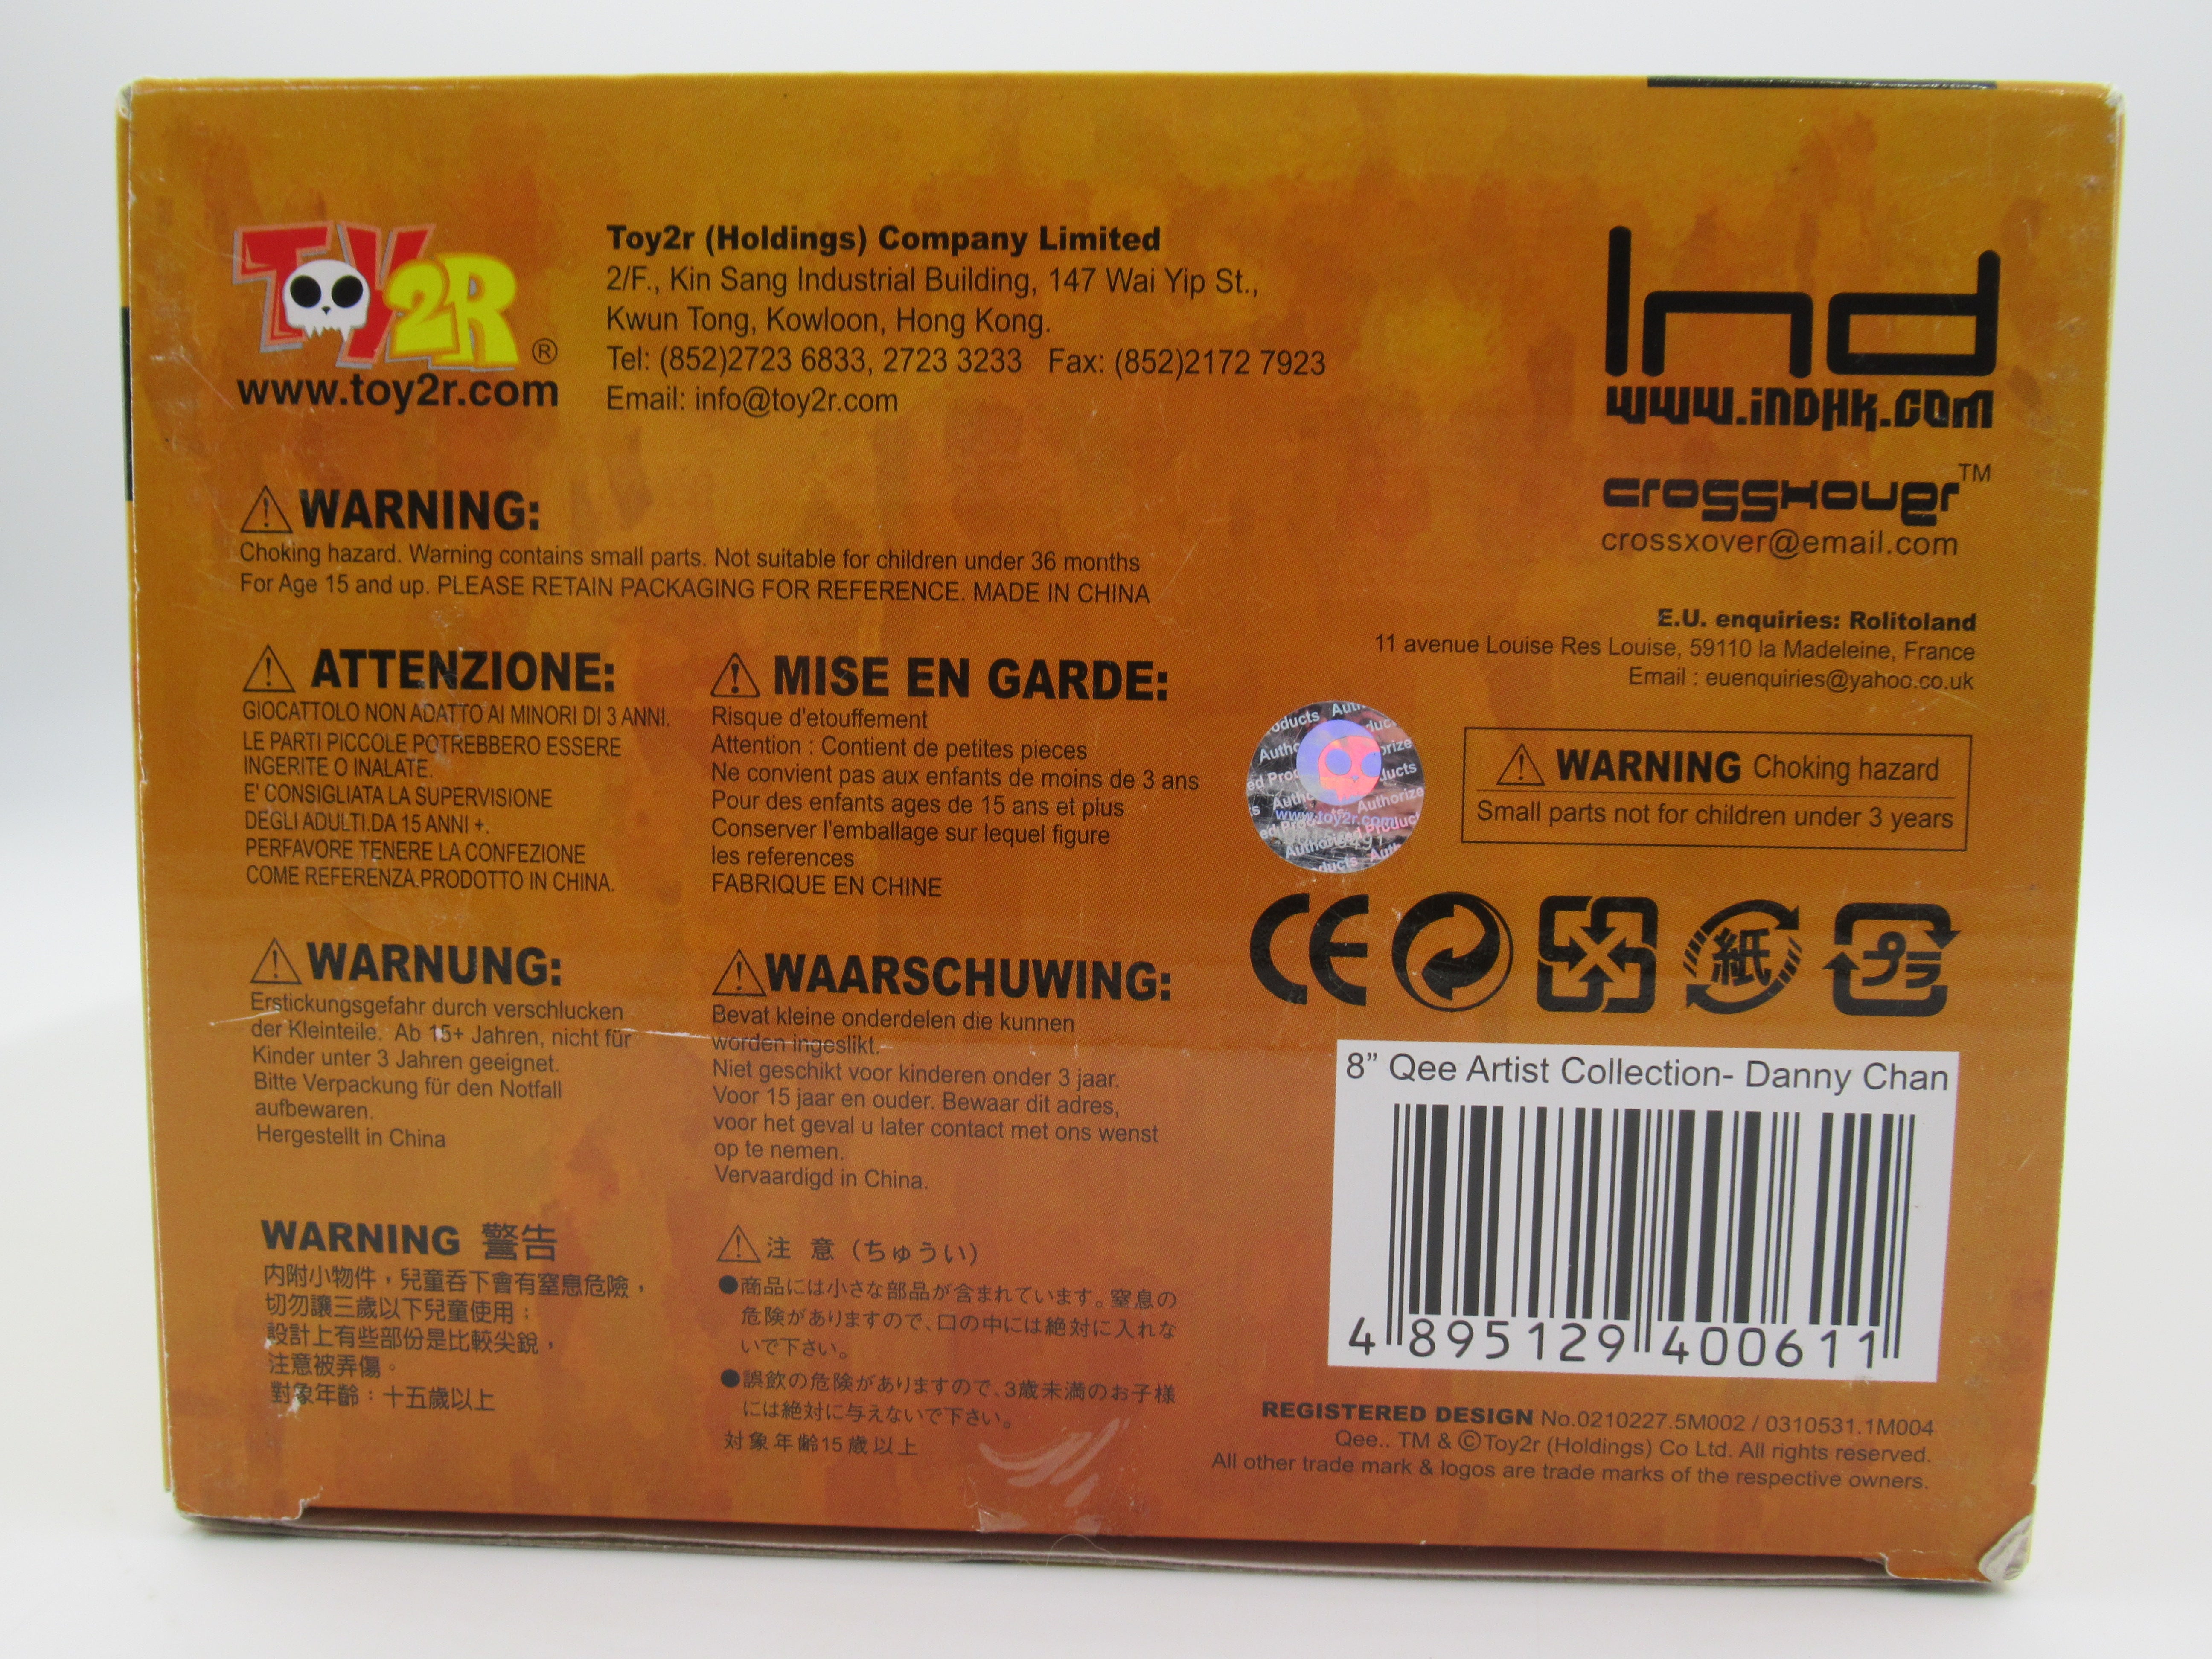 TOY2R ®
www.toy2r.com
Toy2r (Holdings) Company Limited
2/F., Kin Sang Industrial Building, 147 Wai Yip St.,
Kwun Tong, Kowloon, Hong Kong.
Tel: (852)2723 6833, 2723 3233 Fax: (852)2172 7923
Email: info@toy2r.com
Ind
www.INDHK.COM
crossxover™
crossxover@email.com
WARNING:
Choking hazard. Warning contains small parts. Not suitable for children under 36 months
For Age 15 and up. PLEASE RETAIN PACKAGING FOR REFERENCE. MADE IN CHINA
E.U. enquiries: Rolitoland
11 avenue Louise Res Louise, 59110 la Madeleine, France
Email : euenquiries@yahoo.co.uk
ATTENZIONE:
GIOCATTOLO NON ADATTO AI MINORI DI 3 ANNI.
LE PARTI PICCOLE POTREBBERO ESSERE
INGERITE O INALATE.
E' CONSIGLIATA LA SUPERVISIONE
DEGLI ADULTI.DA 15 ANNI +.
PERFAVORE TENERE LA CONFEZIONE
COME REFERENZA.PRODOTTO IN CHINA.
MISE EN GARDE:
Risque d'etouffement
Attention : Contient de petites pieces
Ne convient pas aux enfants de moins de 3 ans
Pour des enfants ages de 15 ans et plus
Conserver l'emballage sur lequel figure
les references
FABRIQUE EN CHINE
Authorize
www.toy2r.com
Authorised Product
WARNING Choking hazard
Small parts not for children under 3 years
CE
紙
プラ
WARNUNG:
Erstickungsgefahr durch verschlucken
der Kleinteile. Ab 15+ Jahren, nicht für
Kinder unter 3 Jahren geeignet.
Bitte Verpackung für den Notfall
aufbewaren.
Hergestellt in China
WAARSCHUWING:
Bevat kleine onderdelen die kunnen
worden ingeslikt.
Niet geschikt voor kinderen onder 3 jaar.
Voor 15 jaar en ouder. Bewaar dit adres,
voor het geval u later contact met ons wenst
op te nemen.
Vervaardigd in China.
8" Qee Artist Collection- Danny Chan
4 895129 400611
WARNING 警告
內附小物件，兒童吞下會有窒息危險，
切勿讓三歲以下兒童使用；
設計上有些部份是比較尖銳，
注意被弄傷。
對象年齡：十五歲以上
注 意（ちゅうい）
●商品には小さな部品が含まれています。窒息の
危険がありますので、口の中には絶対に入れな
いで下さい。
●誤飲の危険がありますので、3歳未満のお子様
には絶対に与えないで下さい。
対象年齢15歳以上
REGISTERED DESIGN No.0210227.5M002 / 0310531.1M004
Qee.. TM & ©Toy2r (Holdings) Co Ltd. All rights reserved.
All other trade mark & logos are trade marks of the respective owners.